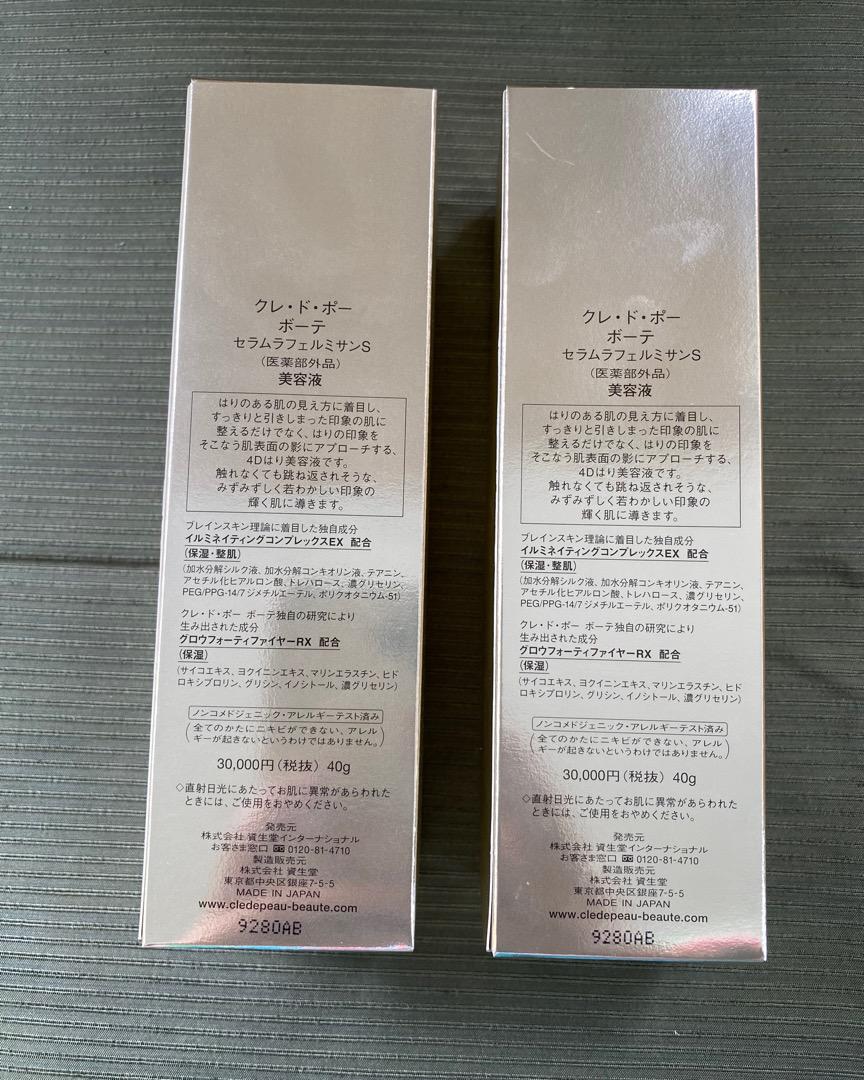 クレ・ド・ポー
ボーテ
セラムラフェルミサンS
(医薬部外品)
美容液
はりのある肌の見え方に着目し、
すっきりと引きしまった印象の肌に
整えるだけでなく、はりの印象を
そこなう肌表面の影にアプローチする、
4Dはり美容液です。
触れなくても跳ね返されそうな、
みずみずしく若わかしい印象の
輝く肌に導きます。
ブレインスキン理論に着目した独自成分
イルミネイティングコンプレックスEX 配合
(保湿・整肌)
(加水分解シルク液、加水分解コンキオリン液、テアニン、
アセチル化ヒアルロン酸、トレハロース、濃グリセリン、
PEG/PPG-14/7 ジメチルエーテル、ポリクオタニウム-51)
クレ・ド・ポー ボーテ独自の研究により
生み出された成分
グロウフォーティファイヤーRX 配合
(保湿)
(サイコエキス、ヨクイニンエキス、マリンエラスチン、ヒド
ロキシプロリン、グリシン、イノシトール、濃グリセリン)
ノンコメドジェニック・アレルギーテスト済み
(全てのかたにニキビができない、アレル
ギーが起きないというわけではありません。)
30,000円(税抜) 40g
◇直射日光にあたってお肌に異常があらわれた
ときには、ご使用をおやめください。
発売元
株式会社 資生堂インターナショナル
お客さま窓口 0120-81-4710
製造販売元
株式会社 資生堂
東京都中央区銀座7-5-5
MADE IN JAPAN
www.cledepeau-beaute.com
9280AB
クレ・ド・ポー
ボーテ
セラムラフェルミサンS
(医薬部外品)
美容液
はりのある肌の見え方に着目し、
すっきりと引きしまった印象の肌に
整えるだけでなく、はりの印象を
そこなう肌表面の影にアプローチする、
4Dはり美容液です。
触れなくても跳ね返されそうな、
みずみずしく若わかしい印象の
輝く肌に導きます。
ブレインスキン理論に着目した独自成分
イルミネイティングコンプレックスEX 配合
(保湿・整肌)
(加水分解シルク液、加水分解コンキオリン液、テアニン、
アセチル化ヒアルロン酸、トレハロース、濃グリセリン、
PEG/PPG-14/7 ジメチルエーテル、ポリクオタニウム-51)
クレ・ド・ポー ボーテ独自の研究により
生み出された成分
グロウフォーティファイヤーRX 配合
(保湿)
(サイコエキス、ヨクイニンエキス、マリンエラスチン、ヒド
ロキシプロリン、グリシン、イノシトール、濃グリセリン)
ノンコメドジェニック・アレルギーテスト済み
(全てのかたにニキビができない、アレル
ギーが起きないというわけではありません。)
30,000円(税抜) 40g
◇直射日光にあたってお肌に異常があらわれた
ときには、ご使用をおやめください。
発売元
株式会社 資生堂インターナショナル
お客さま窓口 0120-81-4710
製造販売元
株式会社 資生堂
東京都中央区銀座7-5-5
MADE IN JAPAN
www.cledepeau-beaute.com
9280AB